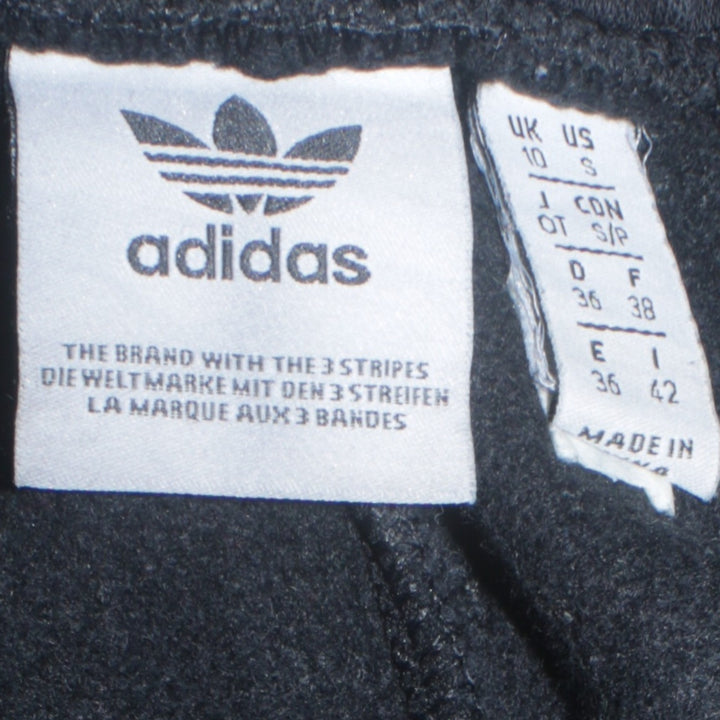 adidas
THE BRAND WITH THE 3 STRIPES
DIE WELTMARKE MIT DEN 3 STREIFEN
LA MARQUE AUX 3 BANDES
UK US
10 S
J CDN
OT S/P
D F
36 38
E I
36 42
MADE IN